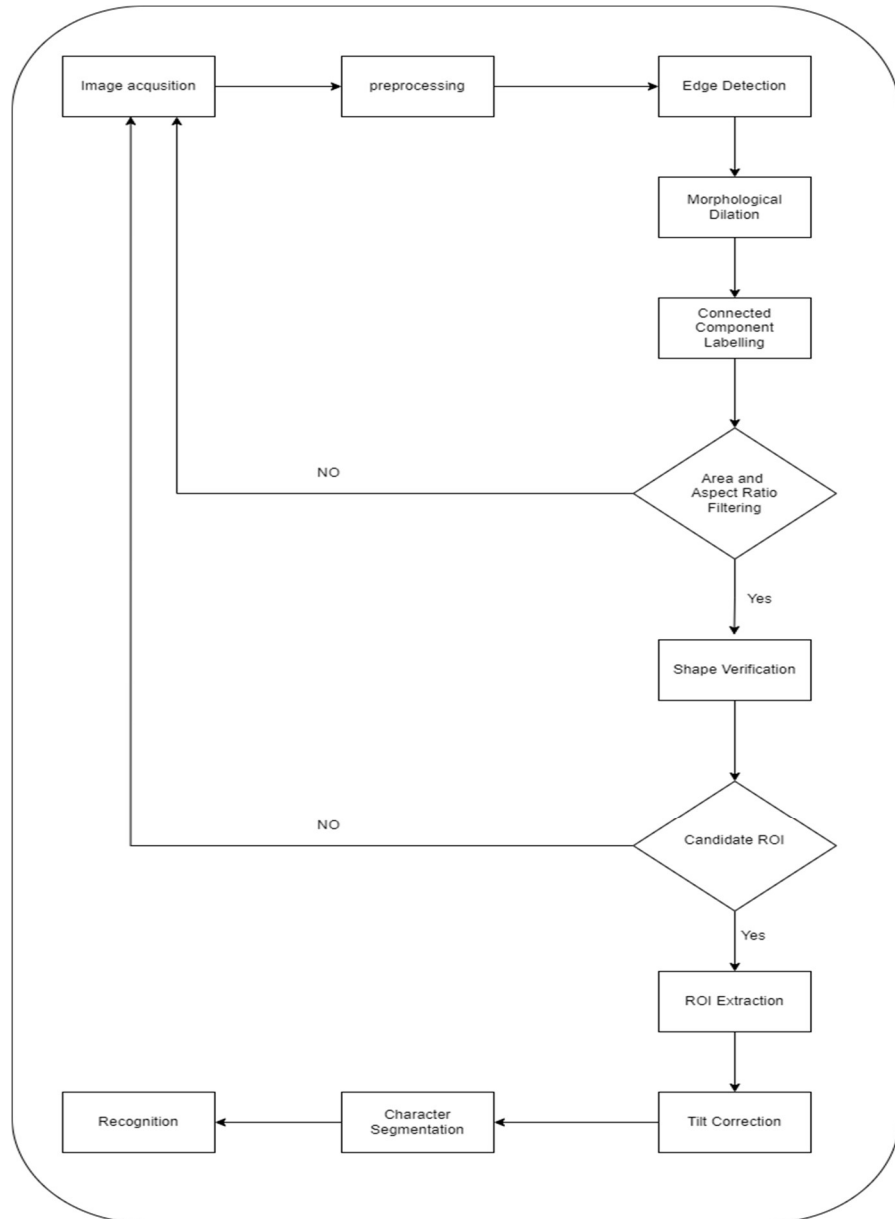 Image acqusition
preprocessing
Edge Detection
Morphological
Dilation
Connected
Component
Labelling
Area and
Aspect Ratio
Filtering
NO
Yes
Shape Verification
Candidate ROI
NO
Yes
ROI Extraction
Tilt Correction
Character
Segmentation
Recognition